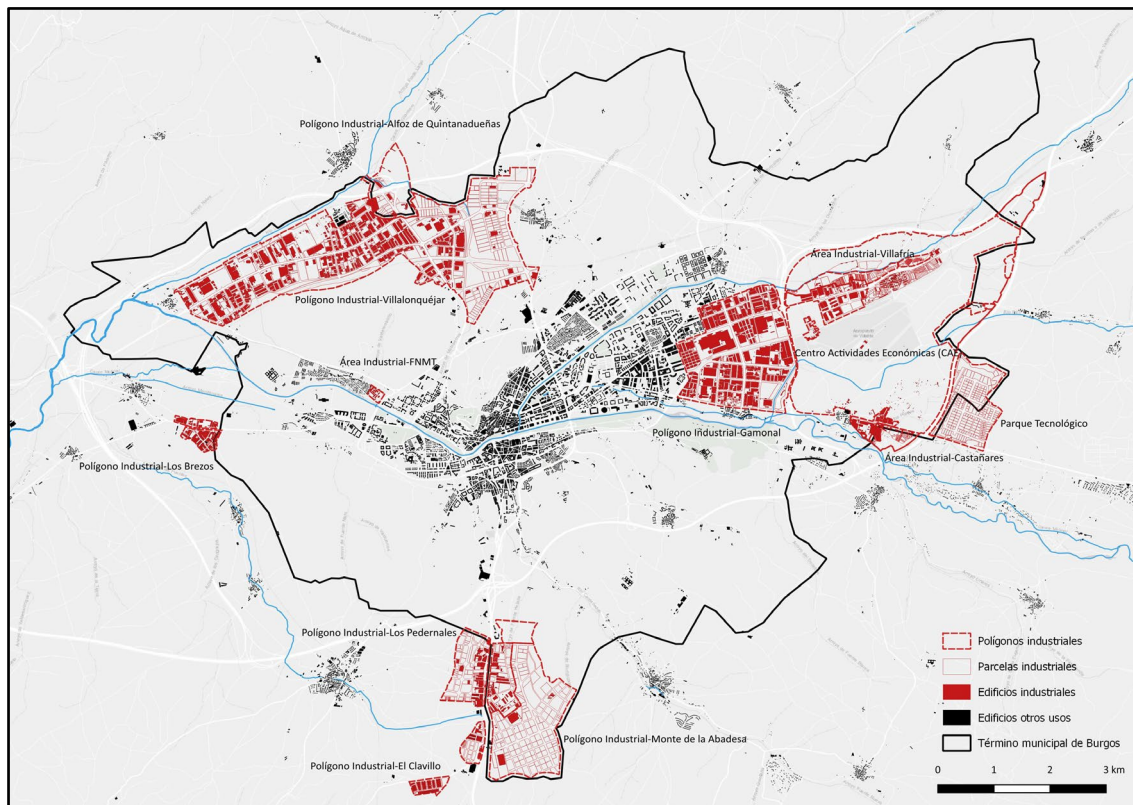 Polígono Industrial-Alfoz de Quintanadueñas
Área Industrial-Villafría
Polígono Industrial-Villalonquéjar
Área Industrial-FNMT
Centro Actividades Económicas (CAE)
Parque Tecnológico
Polígono Industrial-Gamonal
Área Industrial-Castañares
Polígono Industrial-Los Brezos
Polígono Industrial-Los Pedernales
Polígono Industrial-Monte de la Abadesa
Polígono Industrial-El Clavillo
Polígonos industriales
Parcelas industriales
Edificios industriales
Edificios otros usos
Término municipal de Burgos
0 1 2 3 km